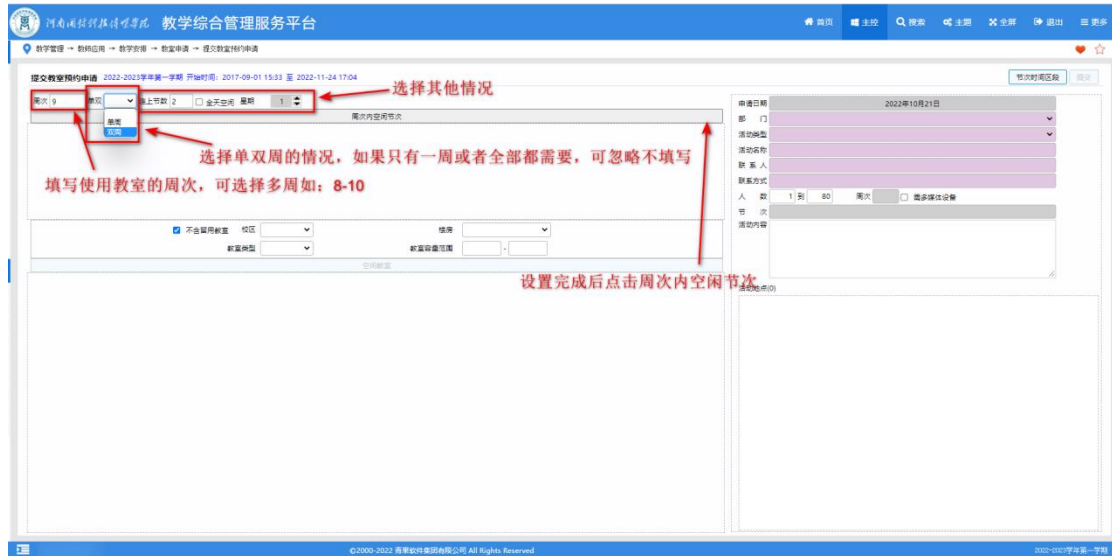 教学综合管理服务平台
首页 主控 搜索 主题 全屏 退出 更多
教学管理 → 教师应用 → 教学安排 → 教室申请 → 提交教室预约申请
提交教室预约申请 2022-2023学年第一学期 开始时间：2017-09-01 15:33 至 2022-11-24 17:04
节次时间区段 提交
选择其他情况
周次 9 单双 连上节数 2 全天空闲 星期 1
单周
双周
周次内空闲节次
选择单双周的情况，如果只有一周或者全部都需要，可忽略不填写
填写使用教室的周次，可选择多周如：8-10
不含留用教室 校区 楼房
教室类型 教室容量范围 -
空闲教室
设置完成后点击周次内空闲节次
申请日期 2022年10月21日
部 门
活动类型
活动名称
联 系 人
联系方式
人 数 1 到 80 周次 需多媒体设备
节 次
活动内容
活动地点(0)
©2000-2022 青果软件集团有限公司 All Rights Reserved
2022-2023学年第一学期